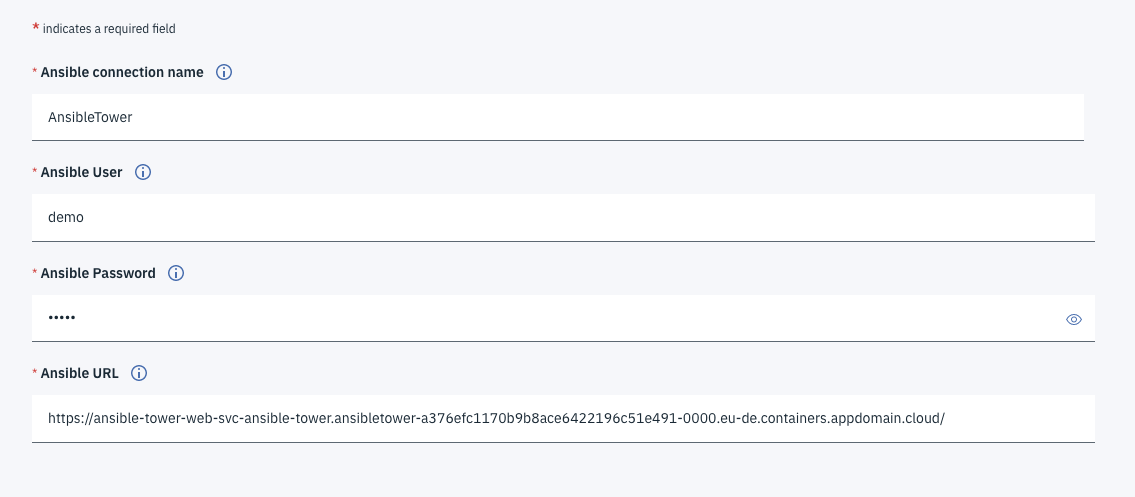 * indicates a required field
* Ansible connection name
AnsibleTower
* Ansible User
demo
* Ansible Password
•••••
* Ansible URL
https://ansible-tower-web-svc-ansible-tower.ansibletower-a376efc1170b9b8ace6422196c51e491-0000.eu-de.containers.appdomain.cloud/